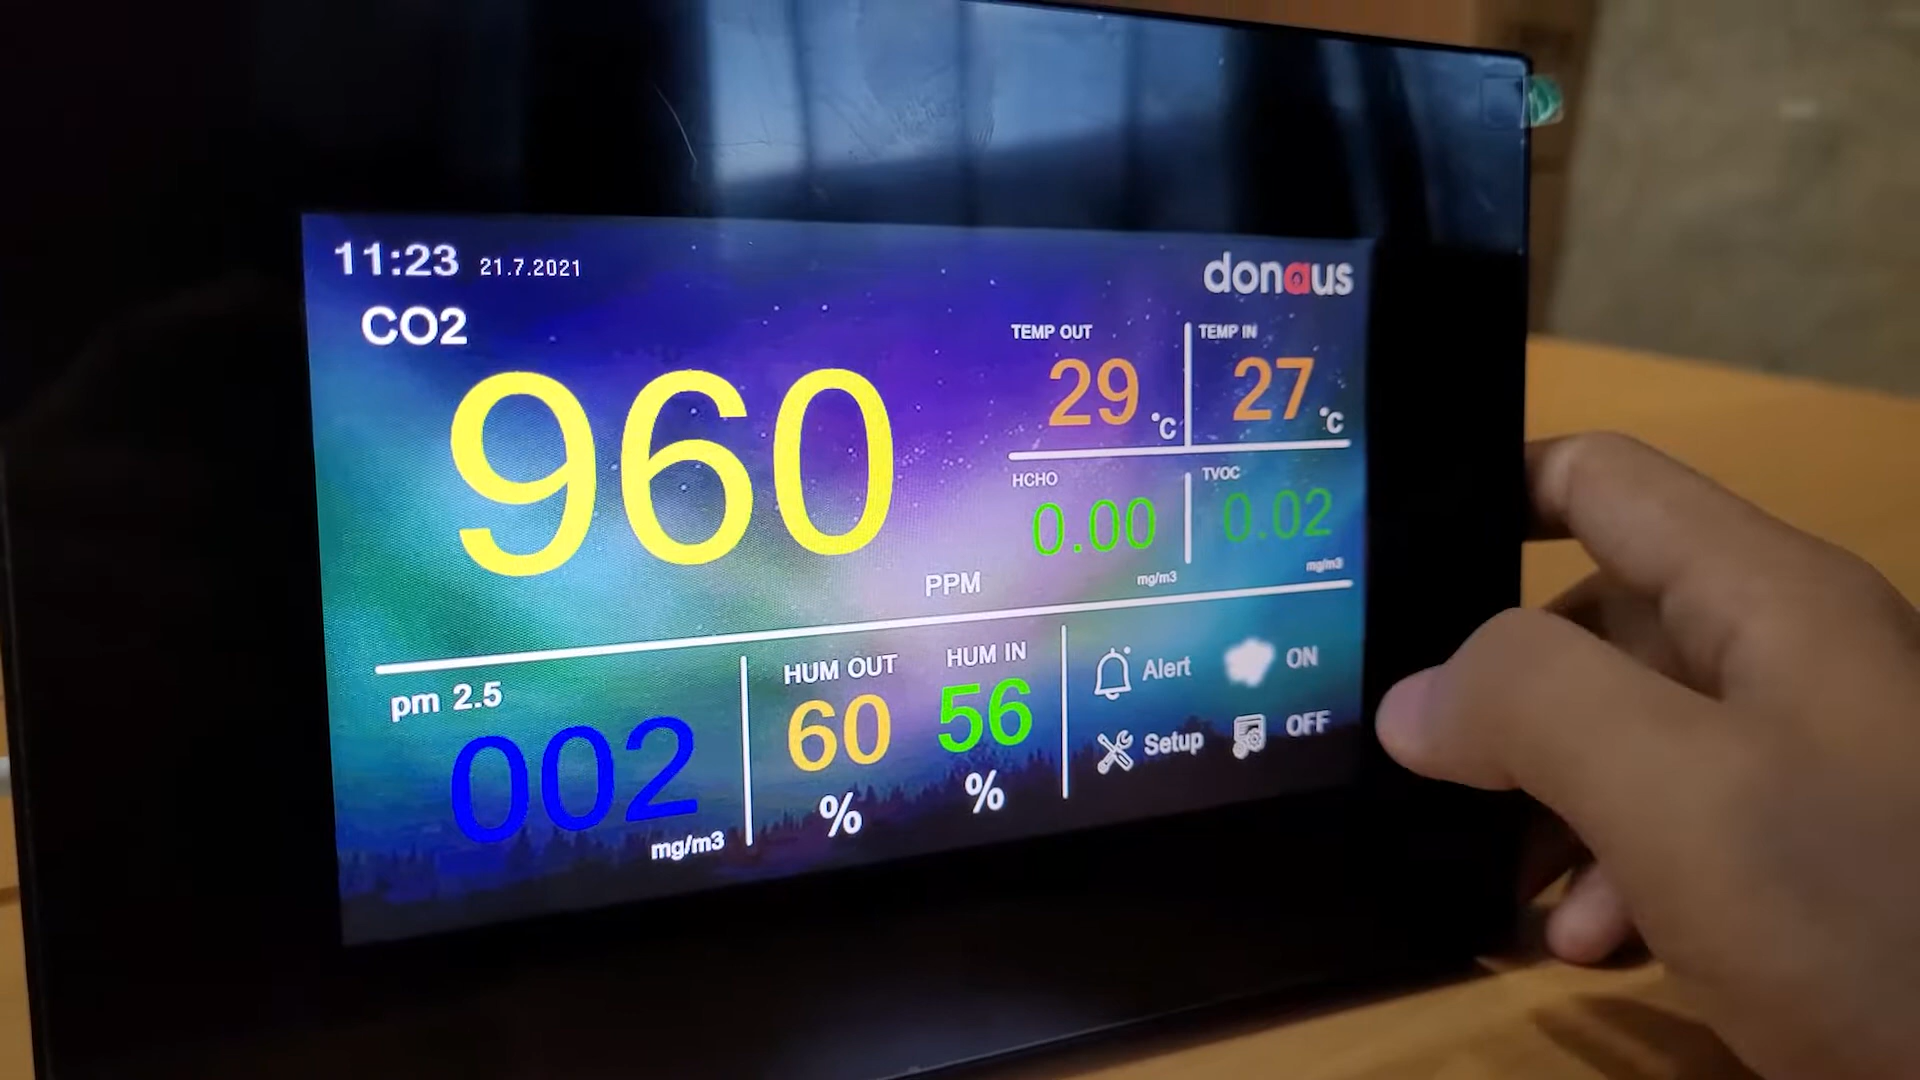 11:23 21.7.2021
donaus
CO2
960
PPM
TEMP OUT
29 °C
TEMP IN
27 °C
HCHO
0.00
mg/m3
TVOC
0.02
mg/m3
pm 2.5
002
mg/m3
HUM OUT
60
%
HUM IN
56
%
Alert
ON
Setup
OFF